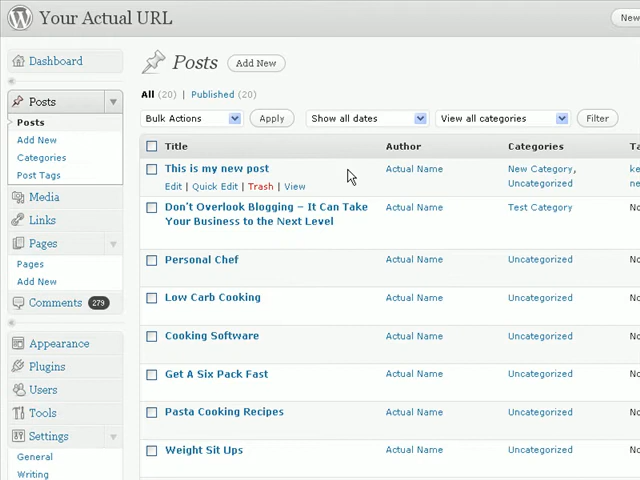 Your Actual URL
New
Dashboard
Posts
Posts
Add New
Categories
Post Tags
Media
Links
Pages
Pages
Add New
Comments 279
Appearance
Plugins
Users
Tools
Settings
General
Writing
Posts Add New
All (20) | Published (20)
Bulk Actions Apply Show all dates View all categories Filter
Title Author Categories
This is my new post Actual Name New Category,
Uncategorized
Edit | Quick Edit | Trash | View
Don't Overlook Blogging – It Can Take Actual Name Test Category
Your Business to the Next Level
Personal Chef Actual Name Uncategorized
Low Carb Cooking Actual Name Uncategorized
Cooking Software Actual Name Uncategorized
Get A Six Pack Fast Actual Name Uncategorized
Pasta Cooking Recipes Actual Name Uncategorized
Weight Sit Ups Actual Name Uncategorized